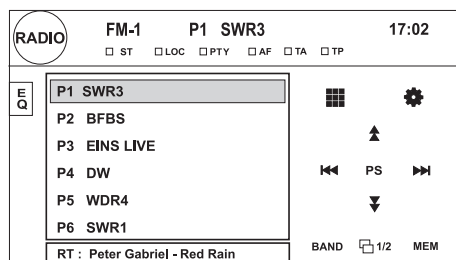 RADIO FM-1 P1 SWR3 17:02
ST LOC PTY AF TA TP
EQ
P1 SWR3
P2 BFBS
P3 EINS LIVE
P4 DW
P5 WDR4
P6 SWR1
RT : Peter Gabriel - Red Rain
PS
BAND 1/2 MEM